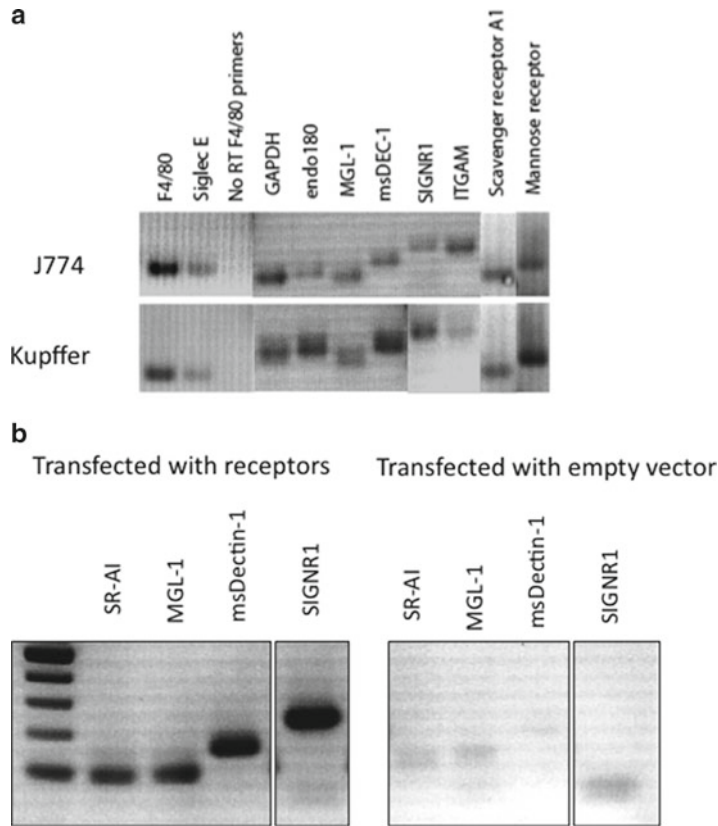 a
F4/80
Siglec E
No RT F4/80 primers
GAPDH
endo180
MGL-1
msDEC-1
SIGNR1
ITGAM
Scavenger receptor A1
Mannose receptor
J774
Kupffer
b
Transfected with receptors
Transfected with empty vector
SR-AI
MGL-1
msDectin-1
SIGNR1
SR-AI
MGL-1
msDectin-1
SIGNR1